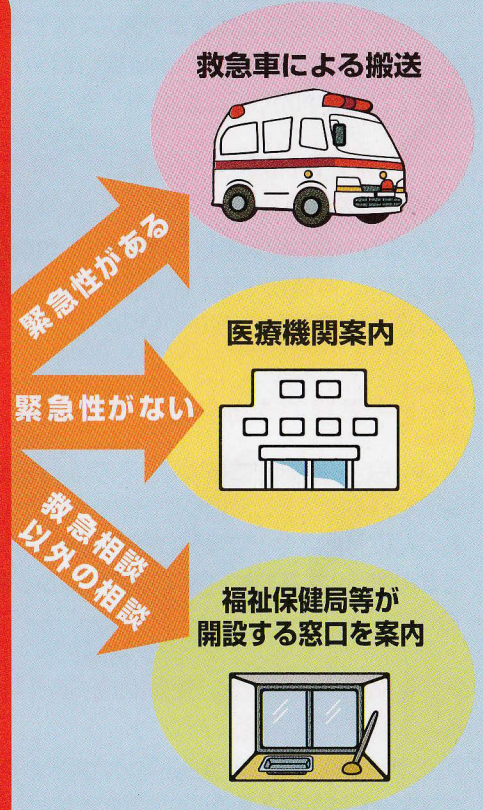 救急車による搬送
緊急性がある
医療機関案内
緊急性がない
救急相談
以外の相談
福祉保健局等が
開設する窓口を案内